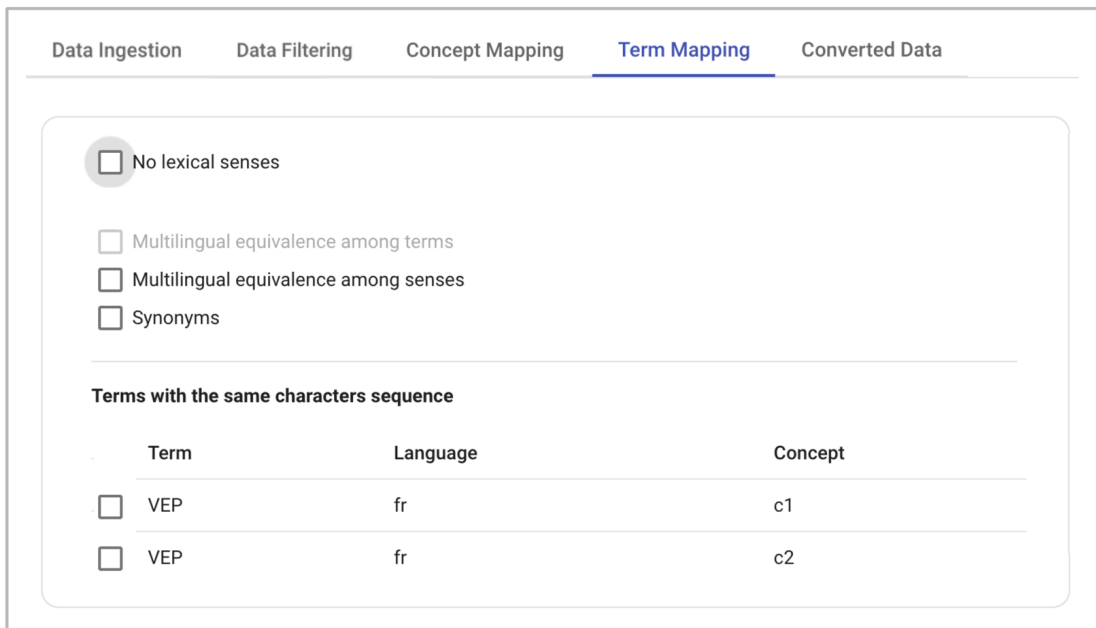 Data Ingestion Data Filtering Concept Mapping Term Mapping Converted Data
No lexical senses
Multilingual equivalence among terms
Multilingual equivalence among senses
Synonyms
Terms with the same characters sequence
Term Language Concept
VEP fr c1
VEP fr c2